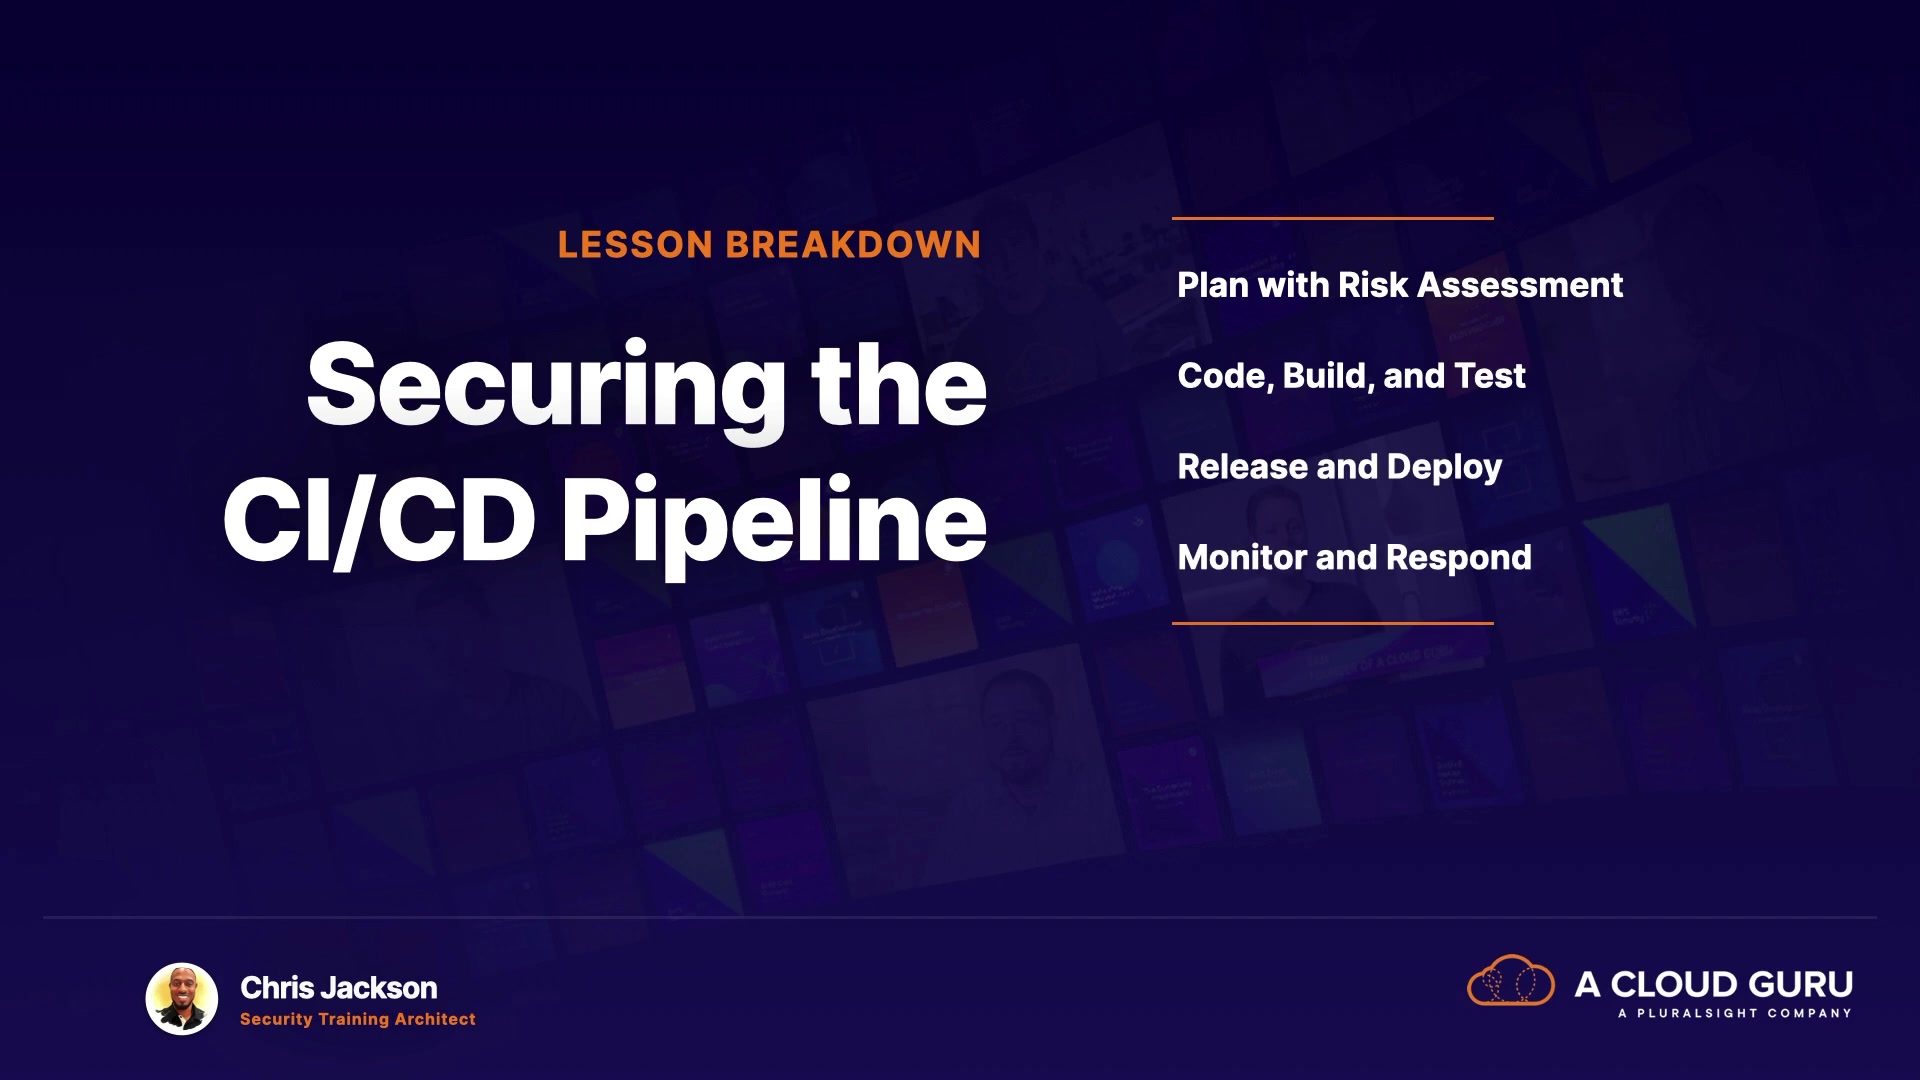 LESSON BREAKDOWN
Securing the
CI/CD Pipeline
Plan with Risk Assessment
Code, Build, and Test
Release and Deploy
Monitor and Respond
Chris Jackson
Security Training Architect
A CLOUD GURU
A PLURALSIGHT COMPANY